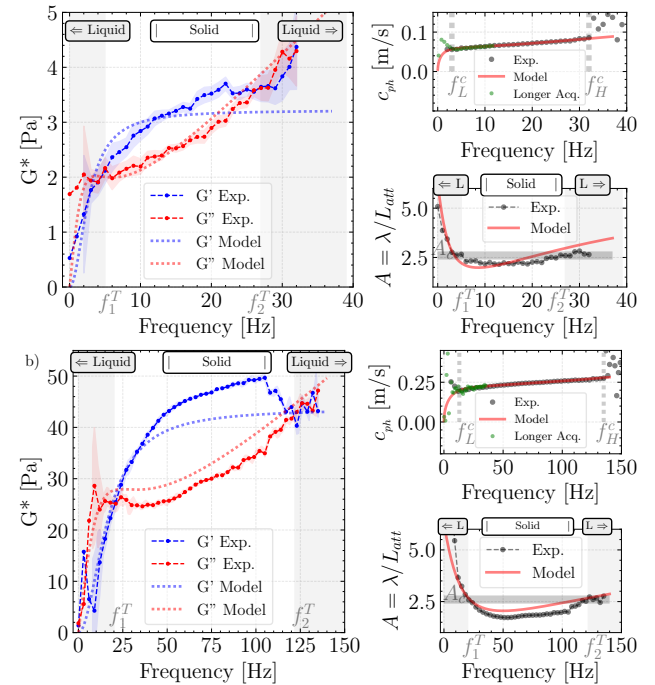 ⇐ Liquid
Solid
Liquid ⇒
G* [Pa]
5
4
3
2
1
0
G' Exp.
G" Exp.
G' Model
G" Model
0
10
20
30
40
f_1^T
f_2^T
Frequency [Hz]
c_ph [m/s]
0.1
0.0
Exp.
Model
Longer Acq.
f_L^c
f_H^c
0
10
20
30
40
Frequency [Hz]
⇐ L
Solid
L ⇒
A = λ/L_att
5.0
2.5
A_c
Exp.
Model
f_1^T
f_2^T
0
10
20
30
40
Frequency [Hz]
b)
⇐ Liquid
Solid
Liquid ⇒
G* [Pa]
50
40
30
20
10
0
G' Exp.
G" Exp.
G' Model
G" Model
f_1^T
f_2^T
0
25
50
75
100
125
150
Frequency [Hz]
c_ph [m/s]
0.25
0.00
Exp.
Model
Longer Acq.
f_L^c
f_H^c
0
50
100
150
Frequency [Hz]
⇐ L
Solid
L ⇒
A = λ/L_att
5.0
2.5
Exp.
Model
f_1^T
f_2^T
0
50
100
150
Frequency [Hz]